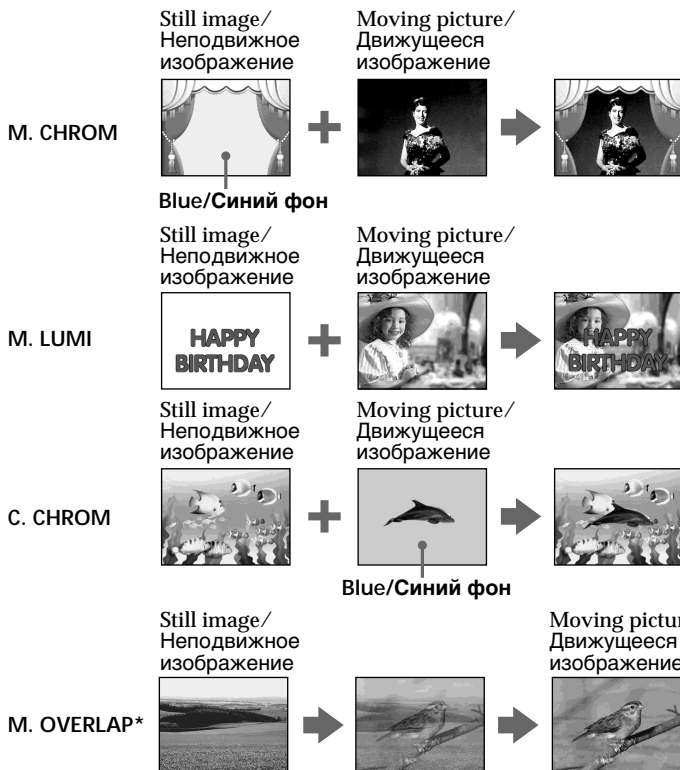 Still image/
Неподвижное
изображение
Moving picture/
Движущееся
изображение
M. CHROM
Blue/Синий фон
Still image/
Неподвижное
изображение
Moving picture/
Движущееся
изображение
M. LUMI
HAPPY
BIRTHDAY
HAPPY
BIRTHDAY
Still image/
Неподвижное
изображение
Moving picture/
Движущееся
изображение
C. CHROM
Blue/Синий фон
Still image/
Неподвижное
изображение
Moving pictur
Движущееся
изображение
M. OVERLAP*